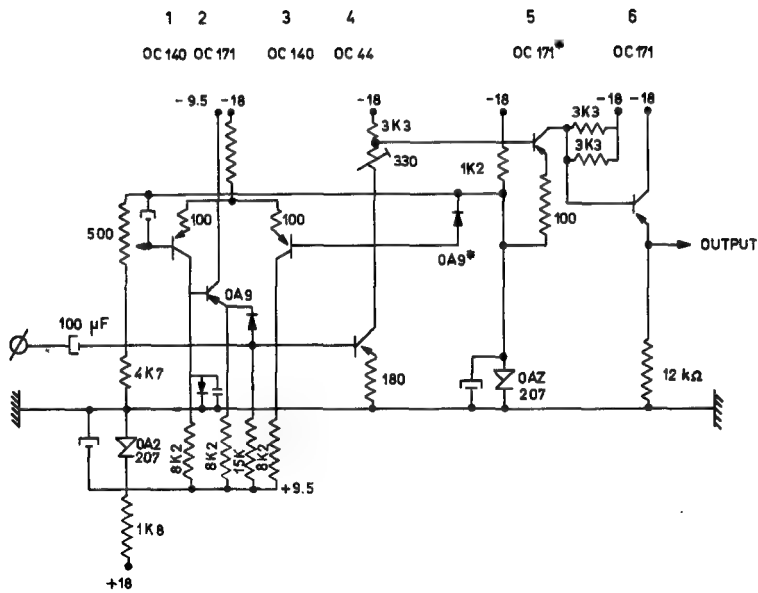 1 2 3 4 5 6
OC 140 OC 171 OC 140 OC 44 OC 171* OC 171
- 9.5 -18 -18 -18 -18 -18
3K3 3K3
330 1K2 3K3
100 100 100
500
0A9* OUTPUT
0A9
100 µF
4K7 180 0AZ 207 12 kΩ
0A2 207
8K2 8K2 15K 8K2
+9.5
1K8
+18